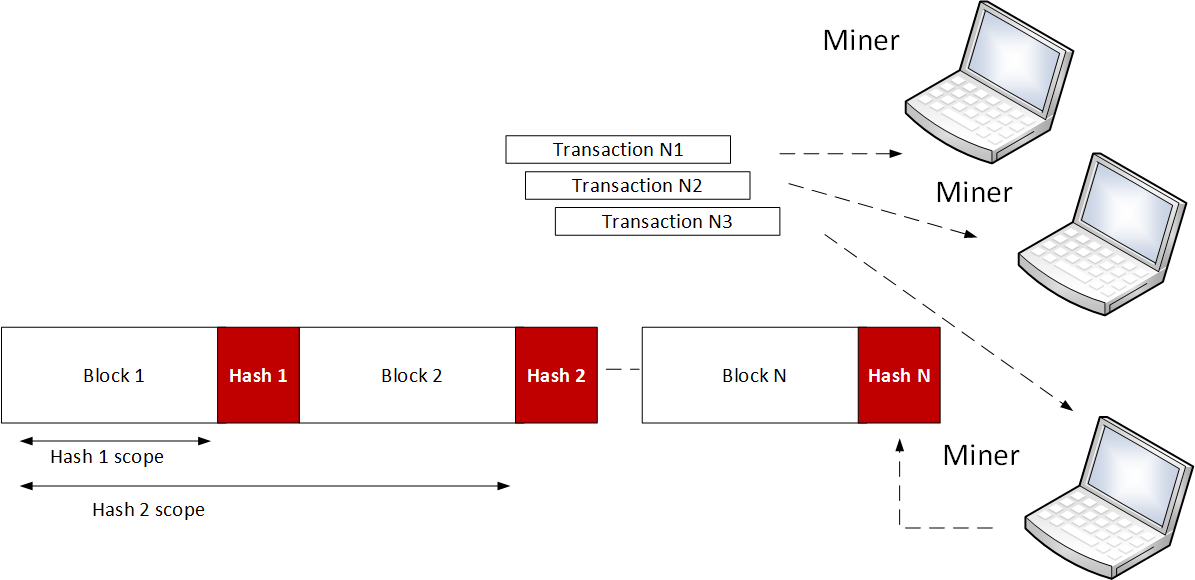 Miner
Transaction N1
Transaction N2
Miner
Transaction N3
Block 1
Hash 1
Block 2
Hash 2
Block N
Hash N
Hash 1 scope
Miner
Hash 2 scope